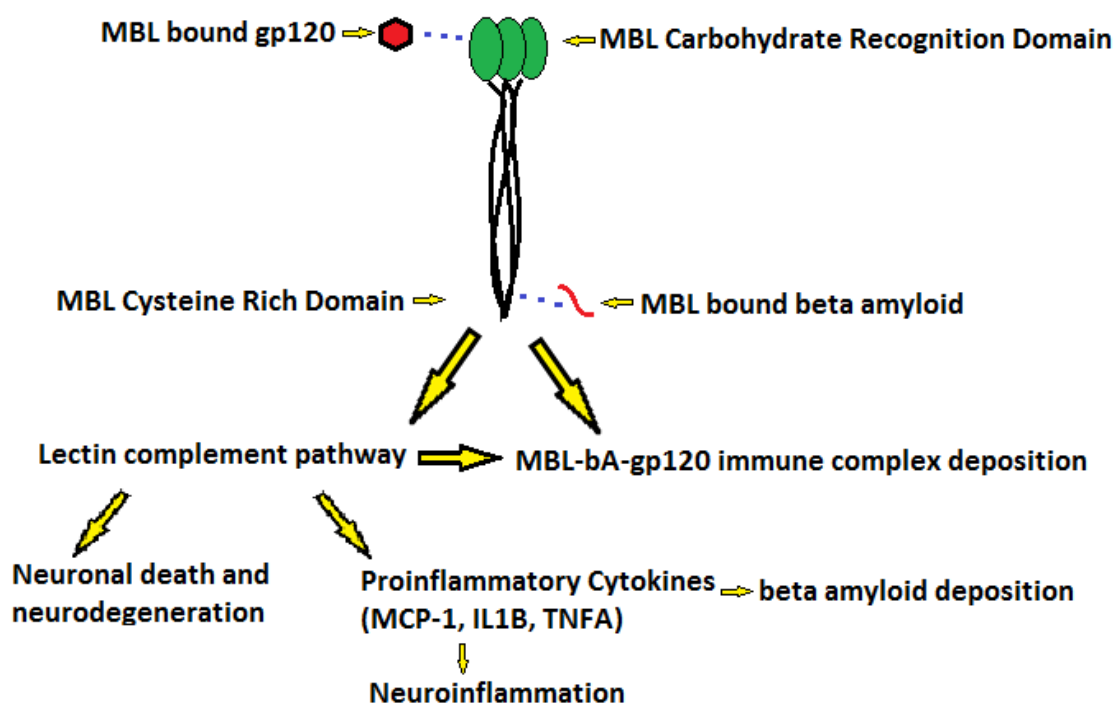 MBL bound gp120
MBL Carbohydrate Recognition Domain
MBL Cysteine Rich Domain
MBL bound beta amyloid
Lectin complement pathway
MBL-bA-gp120 immune complex deposition
Neuronal death and
neurodegeneration
Proinflammatory Cytokines
(MCP-1, IL1B, TNFA)
beta amyloid deposition
Neuroinflammation